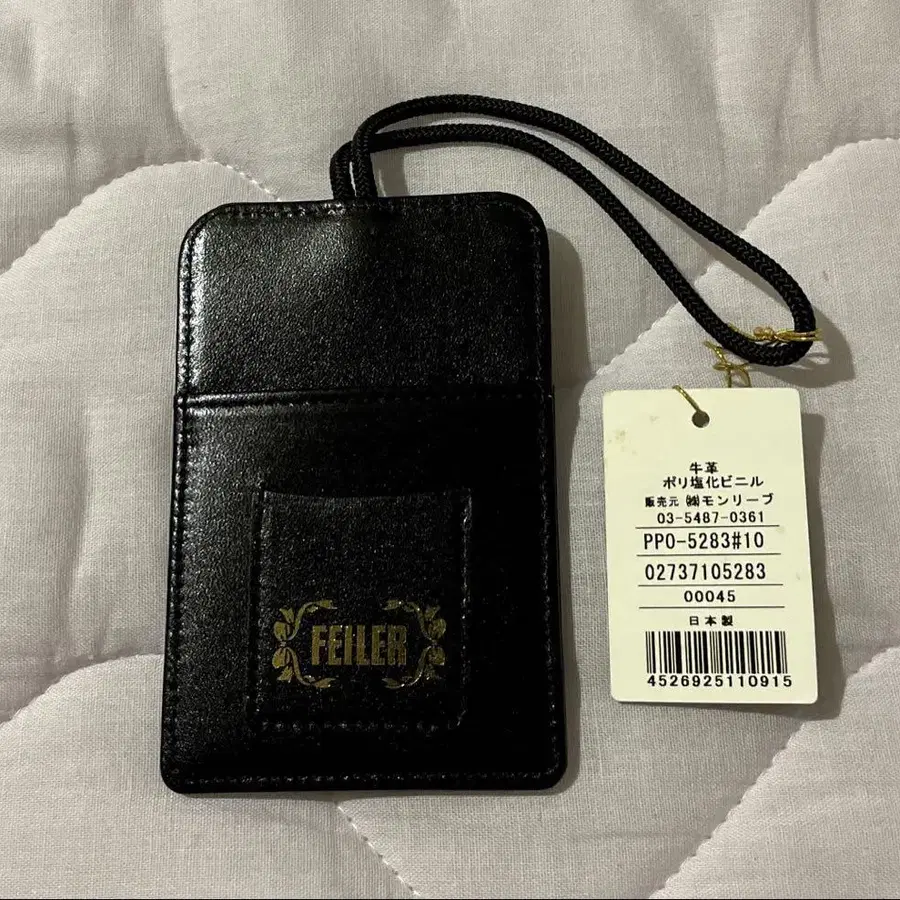 FEILER
牛革
ポリ塩化ビニル
販売元 ㈱モンリーブ
03-5487-0361
PPO-5283#10
02737105283
00045
日本製
4526925110915